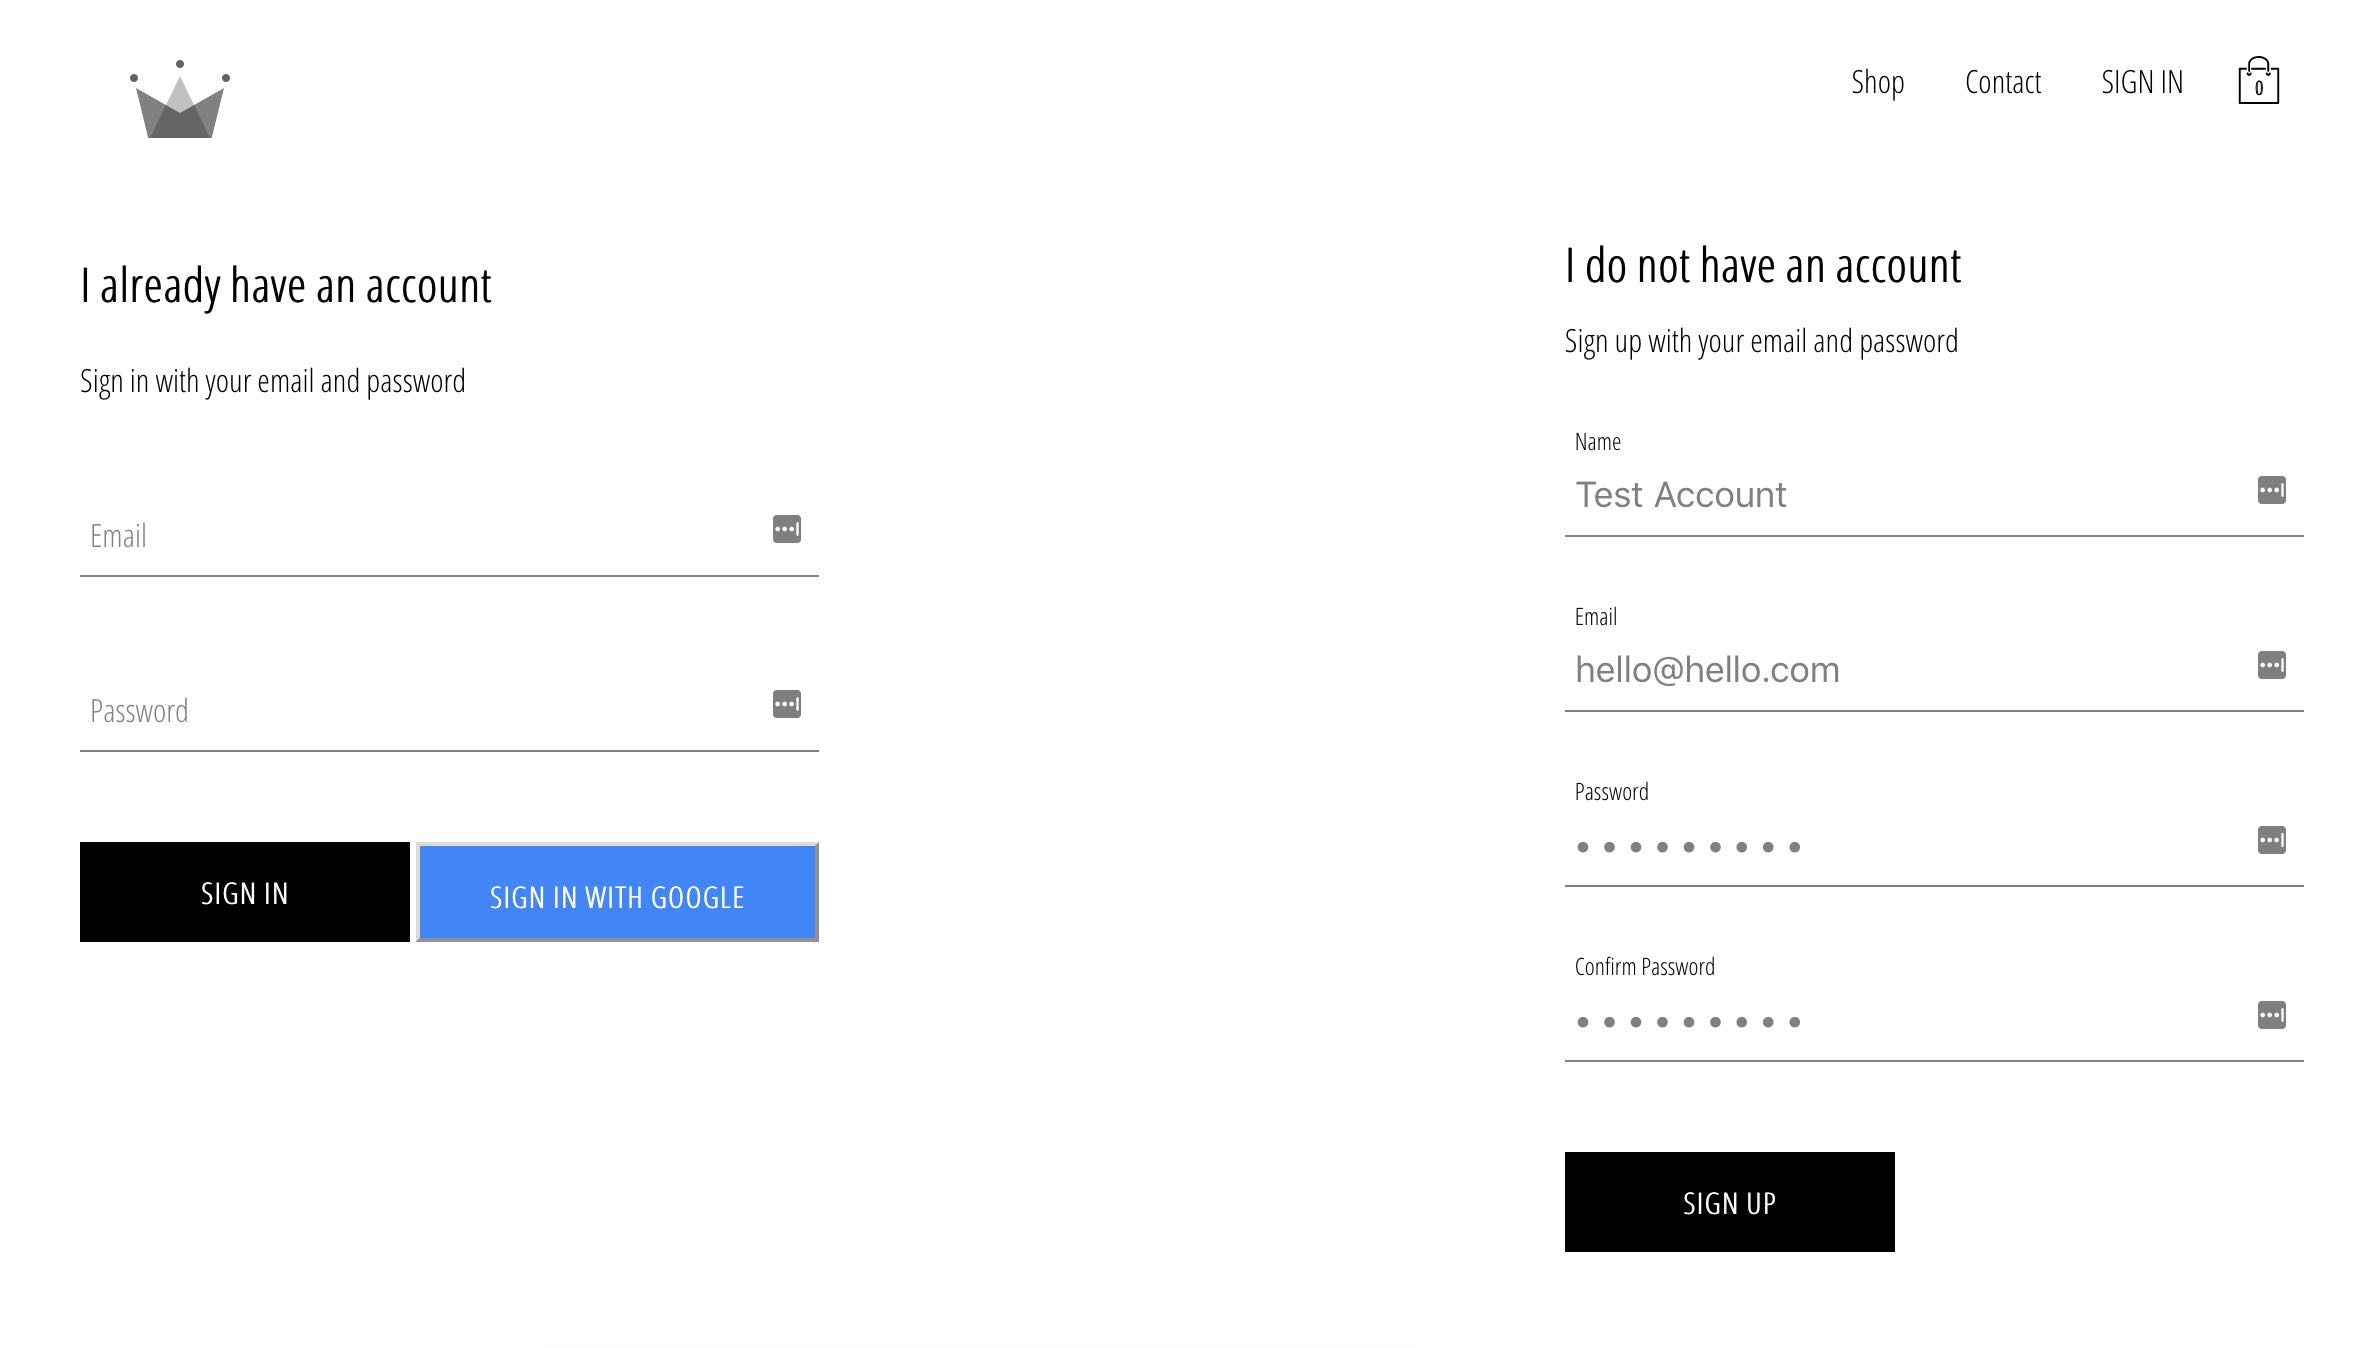 Shop
Contact
SIGN IN
0
I already have an account
Sign in with your email and password
Email
Password
SIGN IN
SIGN IN WITH GOOGLE
I do not have an account
Sign up with your email and password
Name
Test Account
Email
hello@hello.com
Password
•••••••••
Confirm Password
•••••••••
SIGN UP